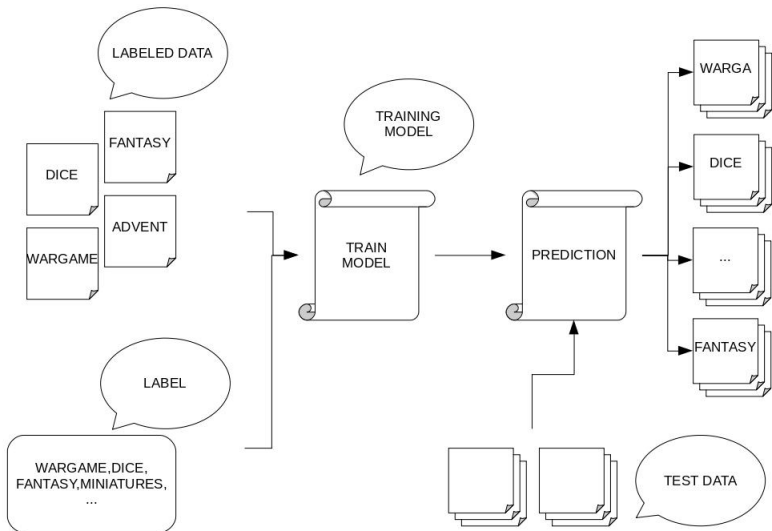 LABELED DATA
FANTASY
DICE
ADVENT
WARGAME
LABEL
WARGAME,DICE,
FANTASY,MINIATURES,
...
TRAINING
MODEL
TRAIN
MODEL
PREDICTION
WARGA
DICE
...
FANTASY
TEST DATA